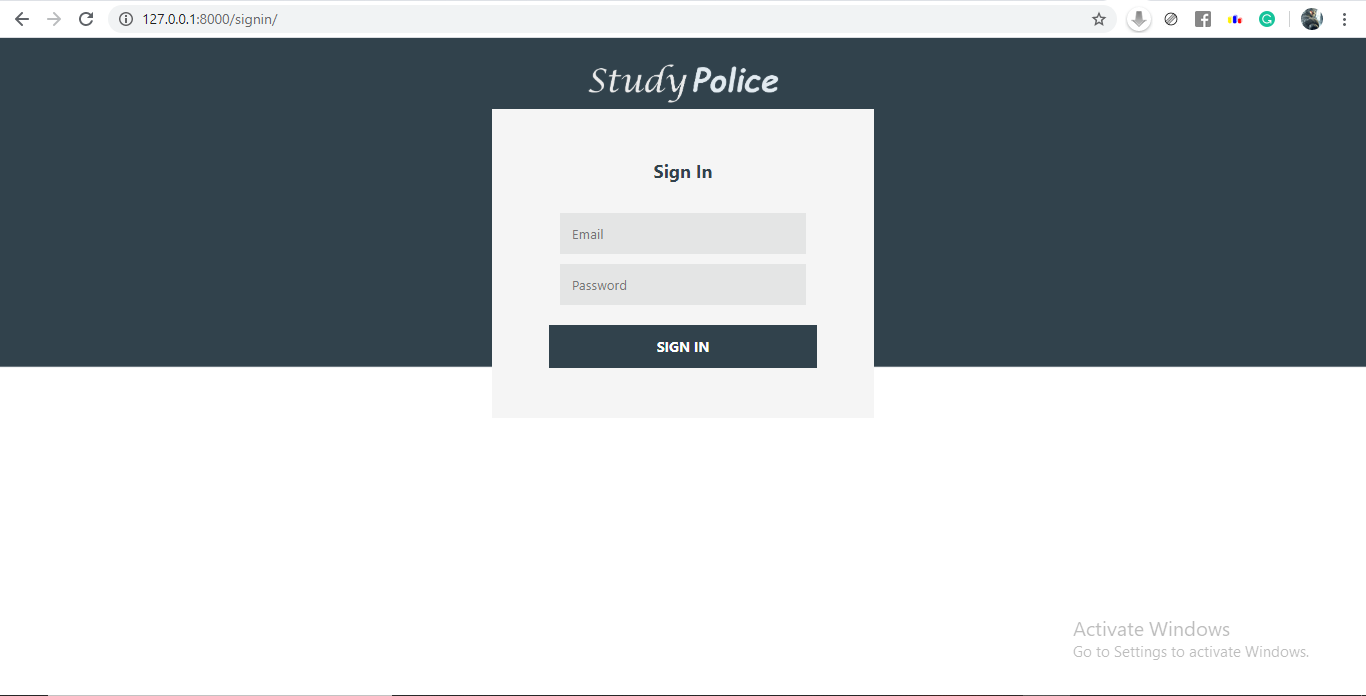 127.0.0.1:8000/signin/
Study Police
Sign In
Email
Password
SIGN IN
Activate Windows
Go to Settings to activate Windows.